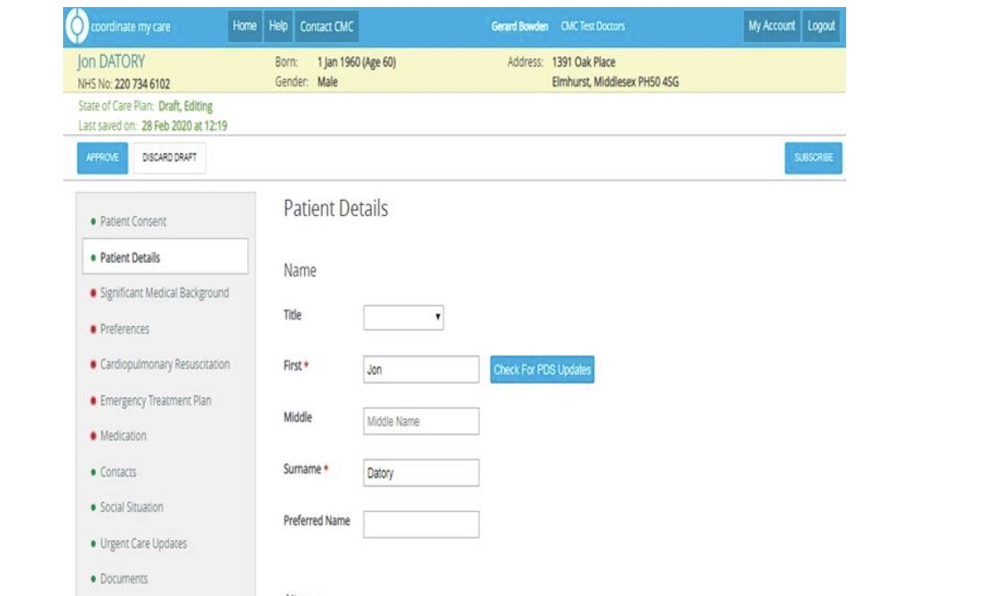 coordinate my care
Home Help Contact CMC
Gerard Bowden CMC Test Doctors
My Account Logout
Jon DATORY
NHS No: 220 734 6102
Born: 1 Jan 1960 (Age 60)
Gender: Male
Address: 1391 Oak Place
Elmhurst, Middlesex PH50 4SG
State of Care Plan: Draft, Editing
Last saved on: 28 Feb 2020 at 12:19
APPROVE DISCARD DRAFT SUBSCRIBE
Patient Consent
Patient Details
Significant Medical Background
Preferences
Cardiopulmonary Resuscitation
Emergency Treatment Plan
Medication
Contacts
Social Situation
Urgent Care Updates
Documents
Patient Details
Name
Title
First * Jon Check For PDS Updates
Middle Middle Name
Surname * Datory
Preferred Name